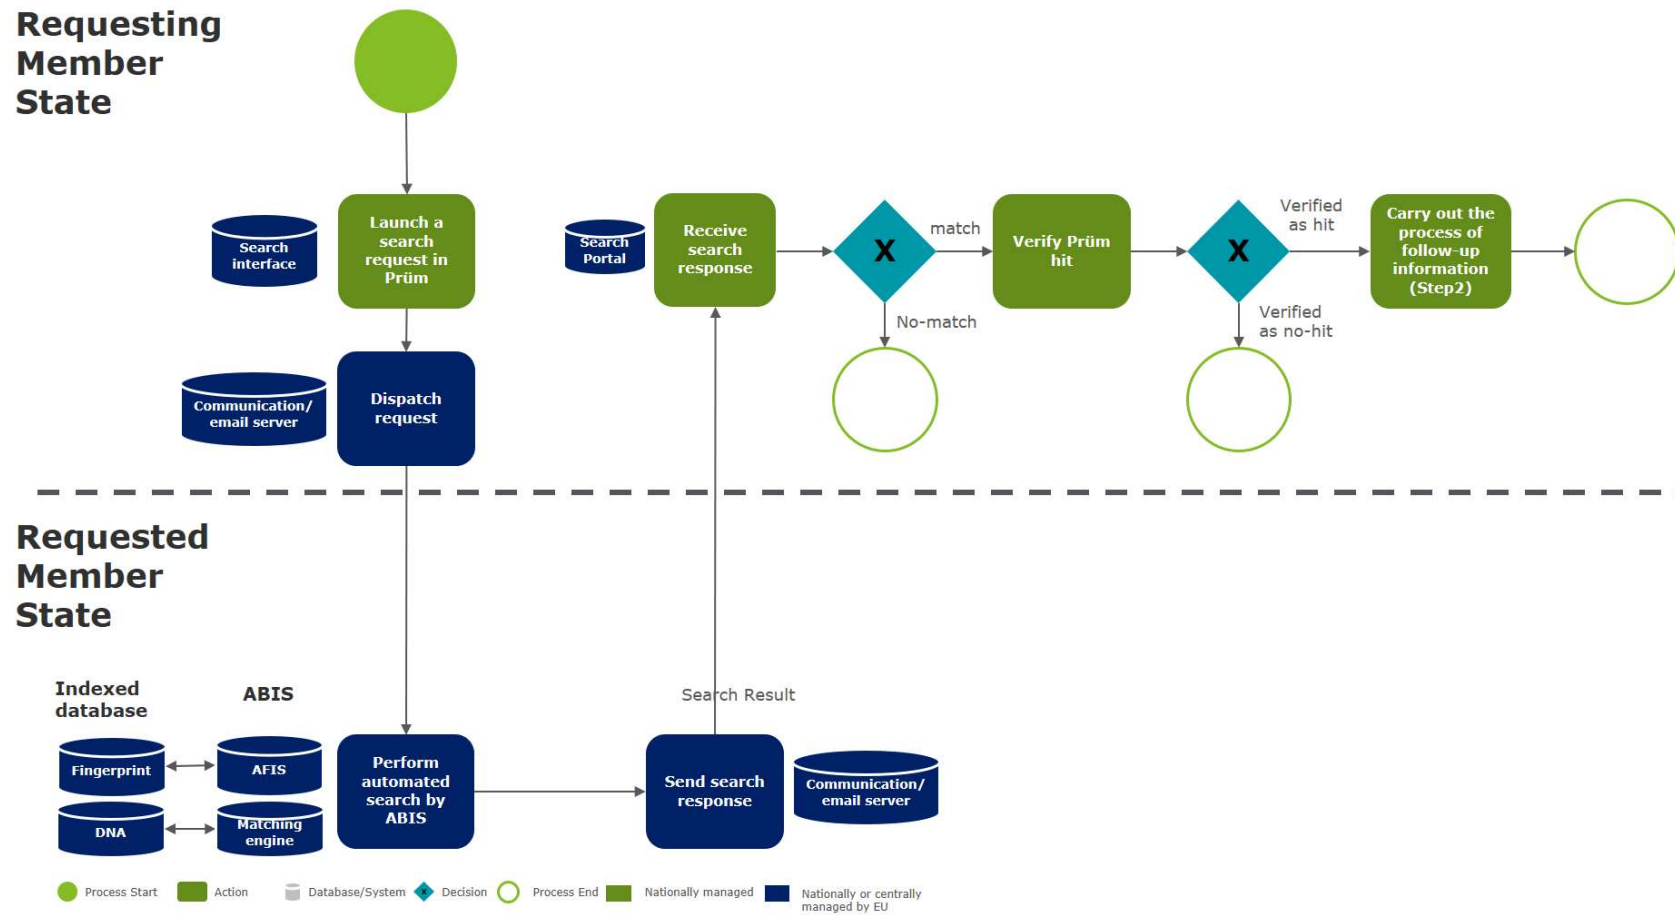 Requesting
Member
State
Launch a
search
request in
Prüm
Search
interface
Dispatch
request
Communication/
email server
Search
Portal
Receive
search
response
X
match
No-match
Verify Prüm
hit
X
Verified
as hit
Verified
as no-hit
Carry out the
process of
follow-up
information
(Step2)
Requested
Member
State
Indexed
database
ABIS
Fingerprint
AFIS
DNA
Matching
engine
Perform
automated
search by
ABIS
Search Result
Send search
response
Communication/
email server
Process Start
Action
Database/System
X
Decision
Process End
Nationally managed
Nationally or centrally
managed by EU